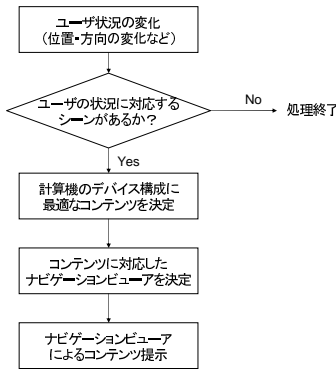 ユーザ状況の変化
(位置・方向の変化など)
ユーザの状況に対応する
シーンがあるか?
No
処理終了
Yes
計算機のデバイス構成に
最適なコンテンツを決定
コンテンツに対応した
ナビゲーションビューアを決定
ナビゲーションビューア
によるコンテンツ提示